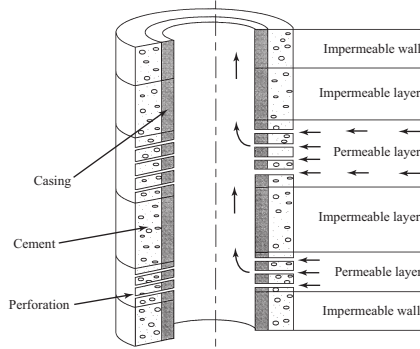 Impermeable wall
Impermeable layer
Permeable layer
Casing
Impermeable layer
Cement
Permeable layer
Perforation
Impermeable wall